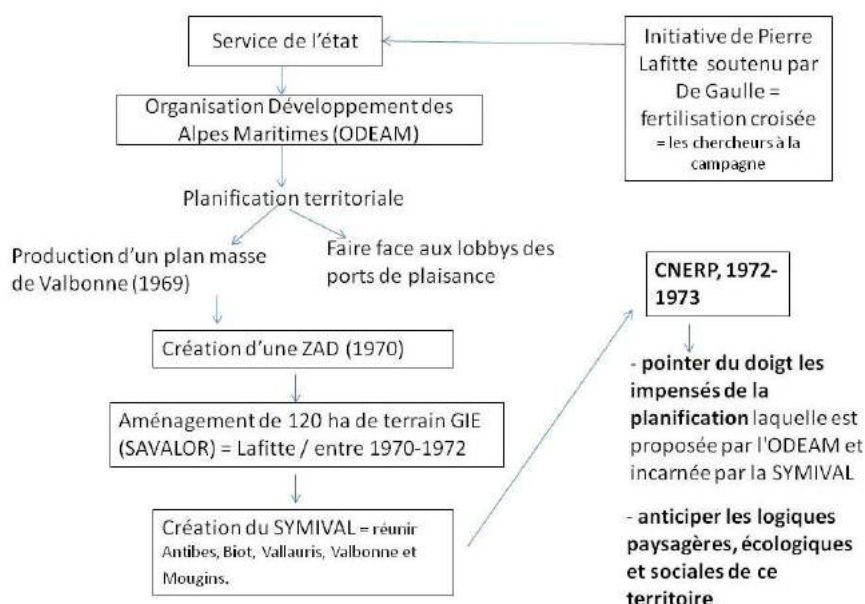 Service de l'état
Initiative de Pierre
Lafitte soutenu par
De Gaulle =
fertilisation croisée
= les chercheurs à la
campagne
Organisation Développement des
Alpes Maritimes (ODEAM)
Planification territoriale
Production d'un plan masse
de Valbonne (1969)
Faire face aux lobbys des
ports de plaisance
Création d'une ZAD (1970)
Aménagement de 120 ha de terrain GIE
(SAVALOR) = Lafitte / entre 1970-1972
Création du SYMIVAL = réunir
Antibes, Biot, Vallauris, Valbonne et
Mougins.
CNERP, 1972-
1973
- pointer du doigt les
impensés de la
planification laquelle est
proposée par l'ODEAM et
incarnée par la SYMIVAL
- anticiper les logiques
paysagères, écologiques
et sociales de ce
territoire